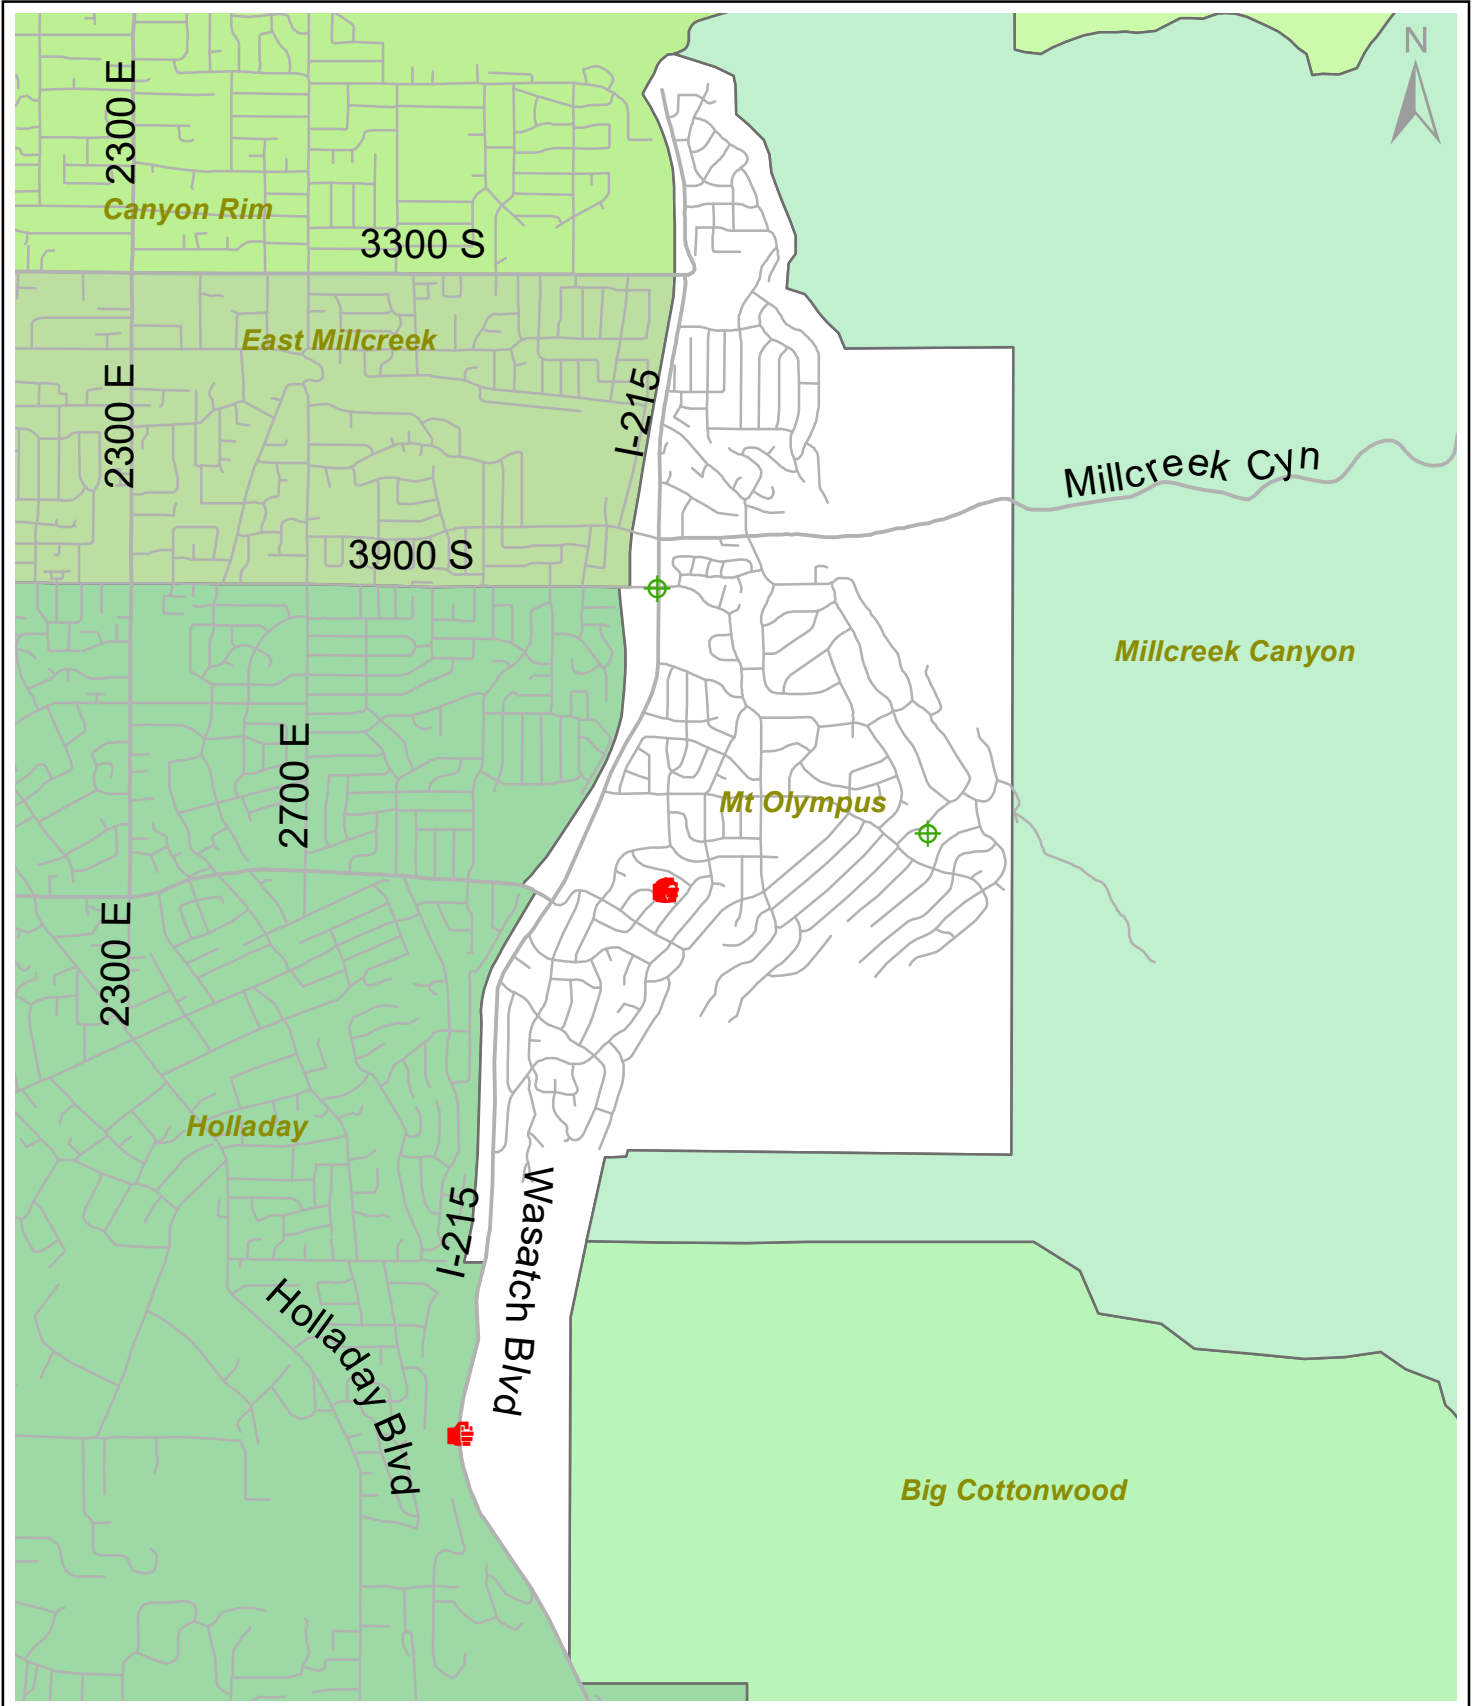 N
2300 E
Canyon Rim
3300 S
East Millcreek
2300 E
I-215
Millcreek Cyn
3900 S
Millcreek Canyon
2700 E
Mt Olympus
2300 E
Holladay
I-215
Wasatch Blvd
Holladay Blvd
Big Cottonwood